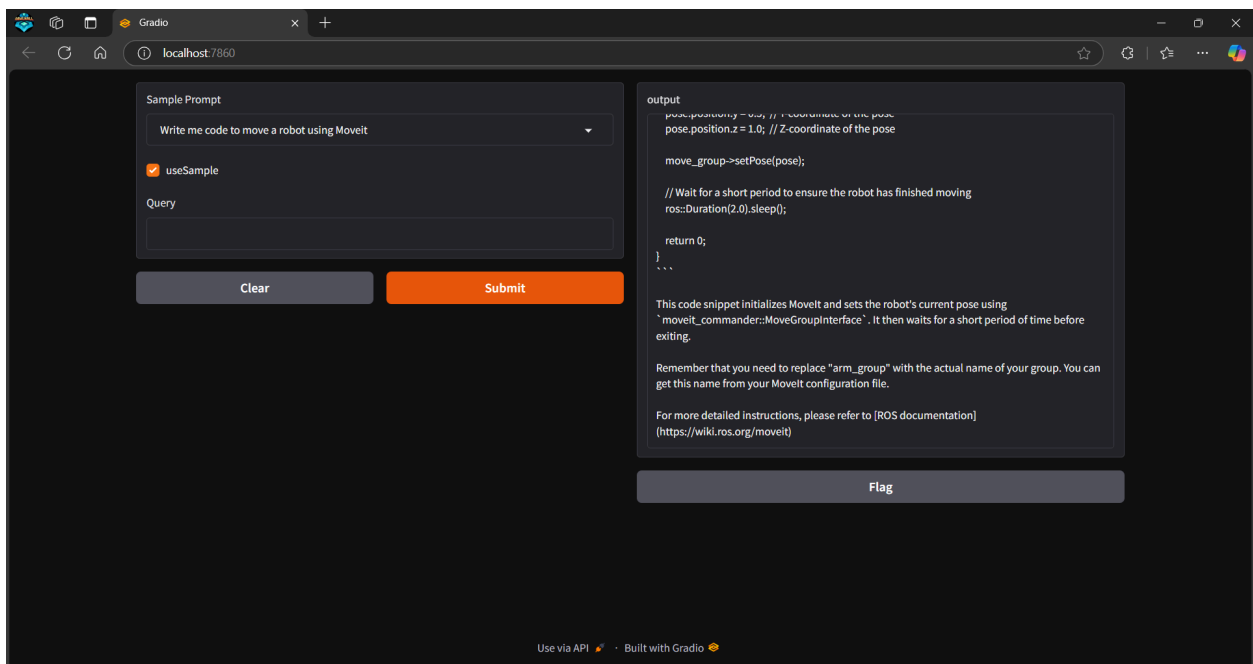 Gradio
localhost:7860
Sample Prompt
Write me code to move a robot using Moveit
useSample
Query
Clear
Submit
output
pose.position.z = 1.0; // Z-coordinate of the pose
move_group->setPose(pose);
// Wait for a short period to ensure the robot has finished moving
ros::Duration(2.0).sleep();
return 0;
}
```
This code snippet initializes MoveIt and sets the robot's current pose using
`moveit_commander::MoveGroupInterface`. It then waits for a short period of time before
exiting.
Remember that you need to replace "arm_group" with the actual name of your group. You can
get this name from your MoveIt configuration file.
For more detailed instructions, please refer to [ROS documentation]
(https://wiki.ros.org/moveit)
Flag
Use via API · Built with Gradio